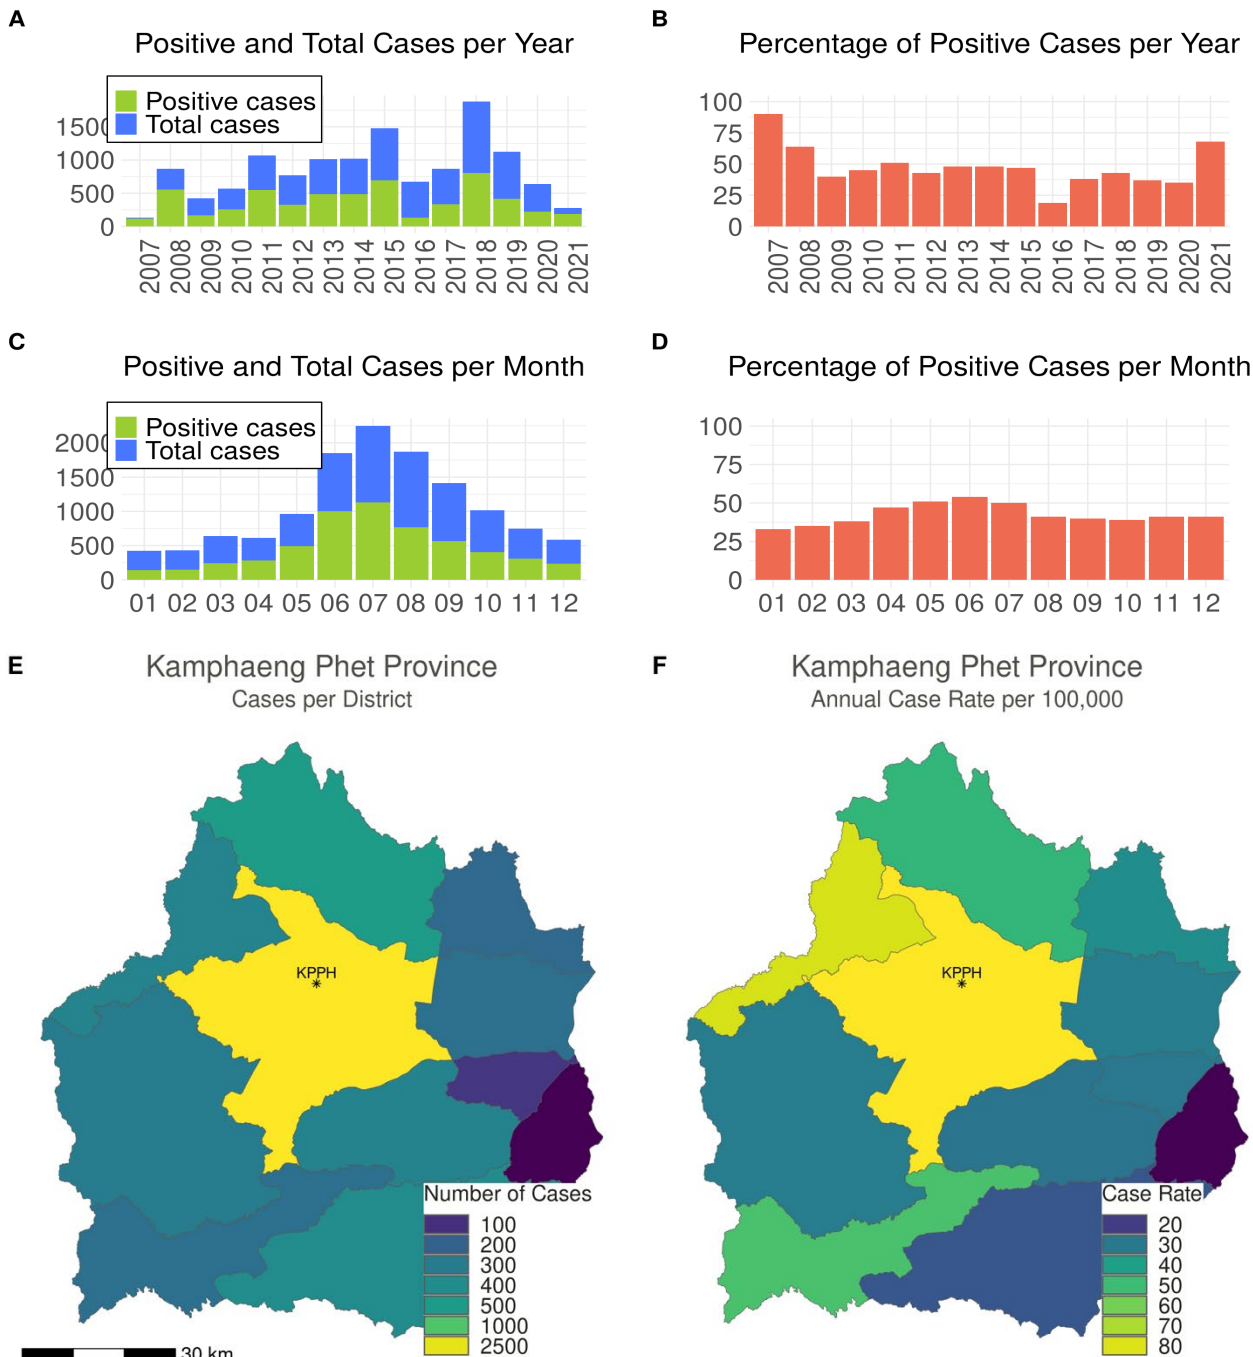 A
Positive and Total Cases per Year
Positive cases
Total cases
1500
1000
500
0
2007 2008 2009 2010 2011 2012 2013 2014 2015 2016 2017 2018 2019 2020 2021
B
Percentage of Positive Cases per Year
100
75
50
25
0
2007 2008 2009 2010 2011 2012 2013 2014 2015 2016 2017 2018 2019 2020 2021
C
Positive and Total Cases per Month
Positive cases
Total cases
2000
1500
1000
500
0
01 02 03 04 05 06 07 08 09 10 11 12
D
Percentage of Positive Cases per Month
100
75
50
25
0
01 02 03 04 05 06 07 08 09 10 11 12
E
Kamphaeng Phet Province
Cases per District
KPPH
Number of Cases
100
200
300
400
500
1000
2500
30 km
F
Kamphaeng Phet Province
Annual Case Rate per 100,000
KPPH
Case Rate
20
30
40
50
60
70
80